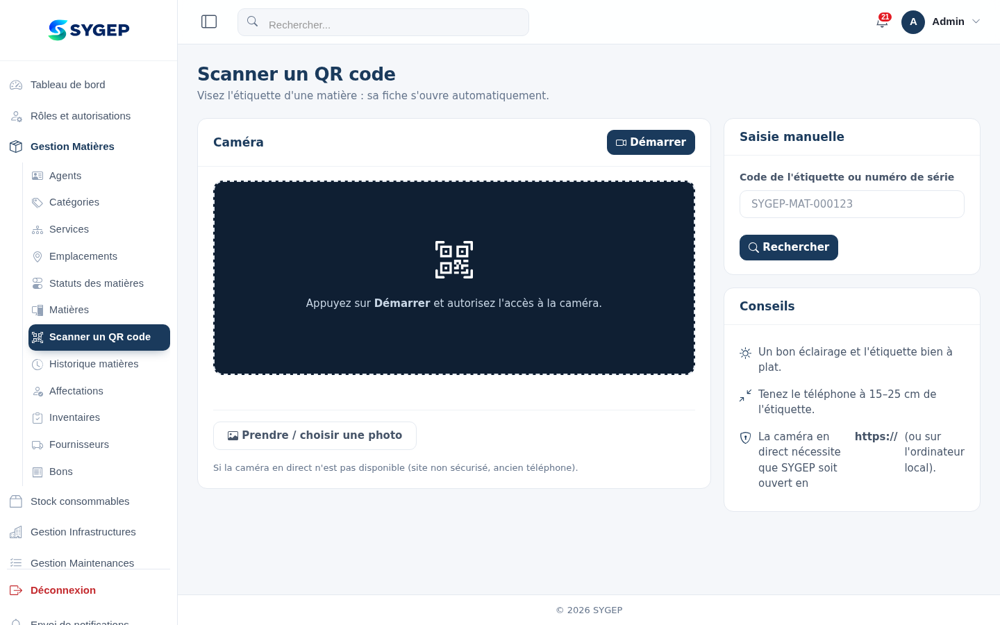 SYGEP
Rechercher...
21
A
Admin
Tableau de bord
Rôles et autorisations
Gestion Matières
Agents
Catégories
Services
Emplacements
Statuts des matières
Matières
Scanner un QR code
Historique matières
Affectations
Inventaires
Fournisseurs
Bons
Stock consommables
Gestion Infrastructures
Gestion Maintenances
Déconnexion
Envoi de notifications
Scanner un QR code
Visez l'étiquette d'une matière : sa fiche s'ouvre automatiquement.
Caméra
Démarrer
Appuyez sur Démarrer et autorisez l'accès à la caméra.
Prendre / choisir une photo
Si la caméra en direct n'est pas disponible (site non sécurisé, ancien téléphone).
Saisie manuelle
Code de l'étiquette ou numéro de série
SYGEP-MAT-000123
Rechercher
Conseils
Un bon éclairage et l'étiquette bien à
plat.
Tenez le téléphone à 15–25 cm de
l'étiquette.
La caméra en
direct nécessite
que SYGEP soit
ouvert en
https://
(ou sur
l'ordinateur
local).
© 2026 SYGEP